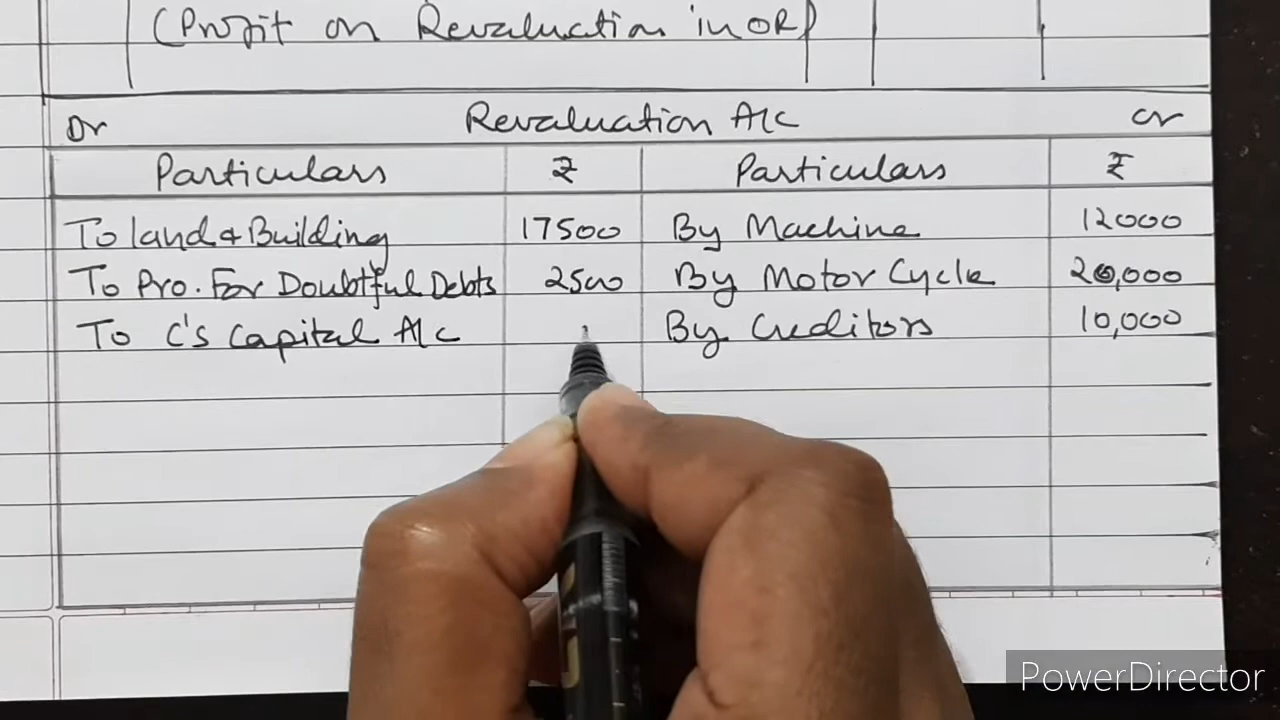 (Profit on Revaluation in OR)
Dr Revaluation A/c Cr
Particulars ₹ Particulars ₹
To land & Building 17500 By Machine 12000
To Pro. For Doubtful Debts 2500 By Motor Cycle 20,000
To C's Capital A/c By Creditors 10,000
PowerDirector